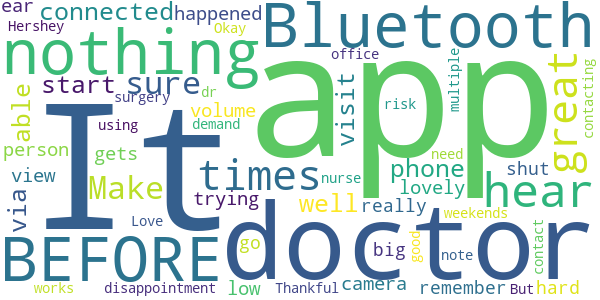 ear connected happened Bluetooth
Hershey Okay
nothing app
office
start sure surgery dr visit risk multiple great contacting
able It volume
using demand
person gets times phone need hear
via view Make nurse lovely shut
trying well really
Love weekends
BEFORE doctor
go big good note contact
low camera remember But hard
works disappointment Thankful